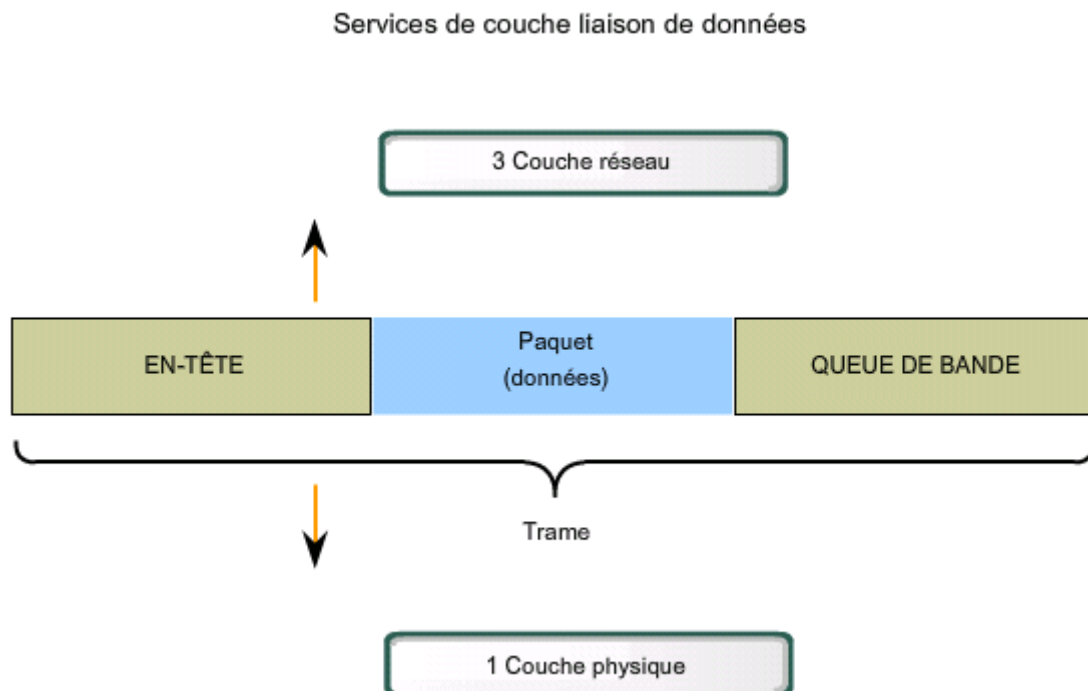 Services de couche liaison de données
3 Couche réseau
EN-TÊTE
Paquet
(données)
QUEUE DE BANDE
Trame
1 Couche physique